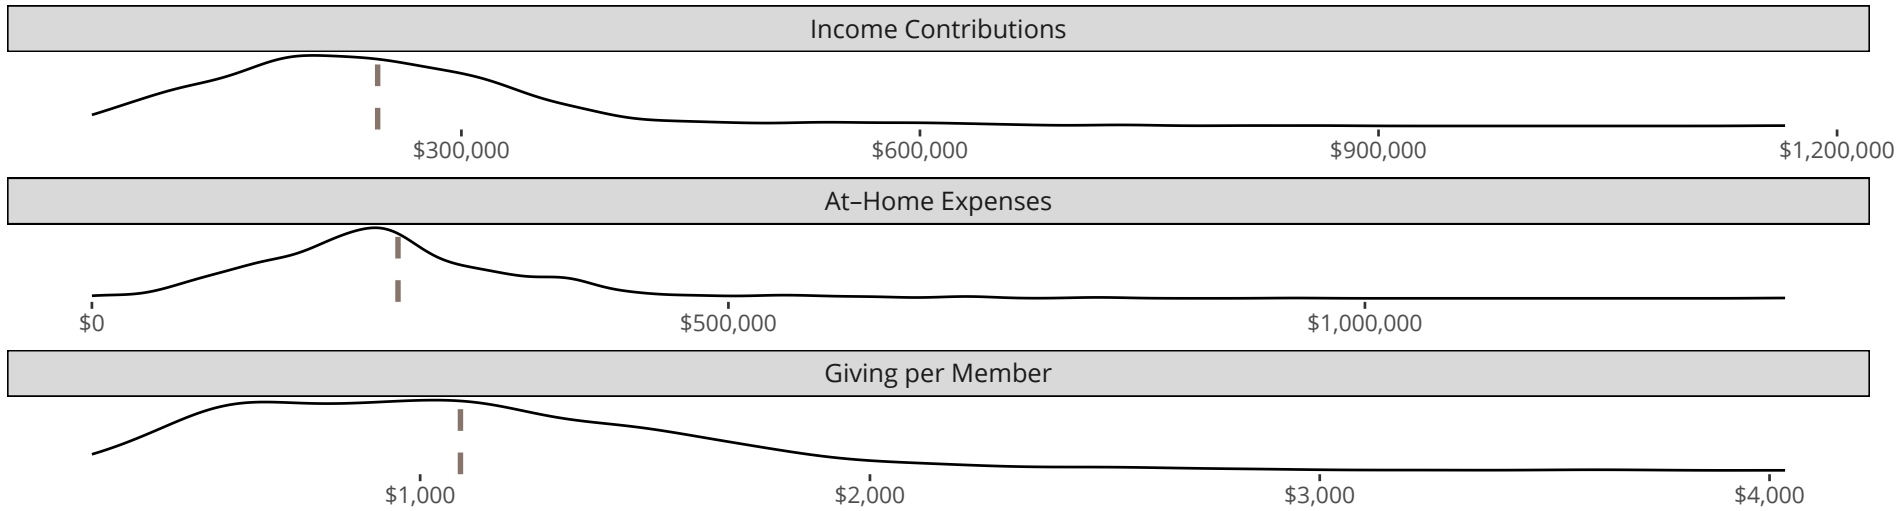 Income Contributions
$300,000 $600,000 $900,000 $1,200,000
At–Home Expenses
$0 $500,000 $1,000,000
Giving per Member
$1,000 $2,000 $3,000 $4,000